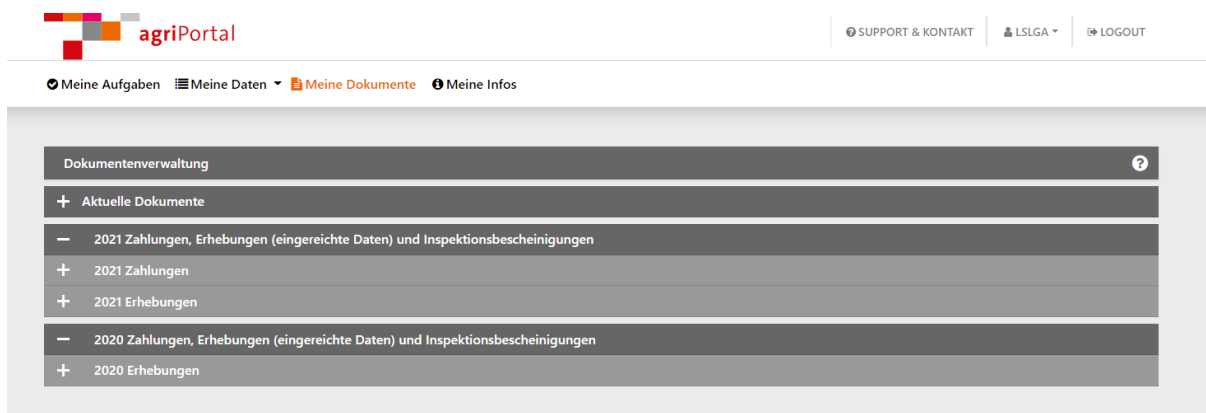 agriPortal
SUPPORT & KONTAKT LSLGA LOGOUT
Meine Aufgaben Meine Daten Meine Dokumente Meine Infos
Dokumentenverwaltung
Aktuelle Dokumente
2021 Zahlungen, Erhebungen (eingereichte Daten) und Inspektionsbescheinigungen
2021 Zahlungen
2021 Erhebungen
2020 Zahlungen, Erhebungen (eingereichte Daten) und Inspektionsbescheinigungen
2020 Erhebungen